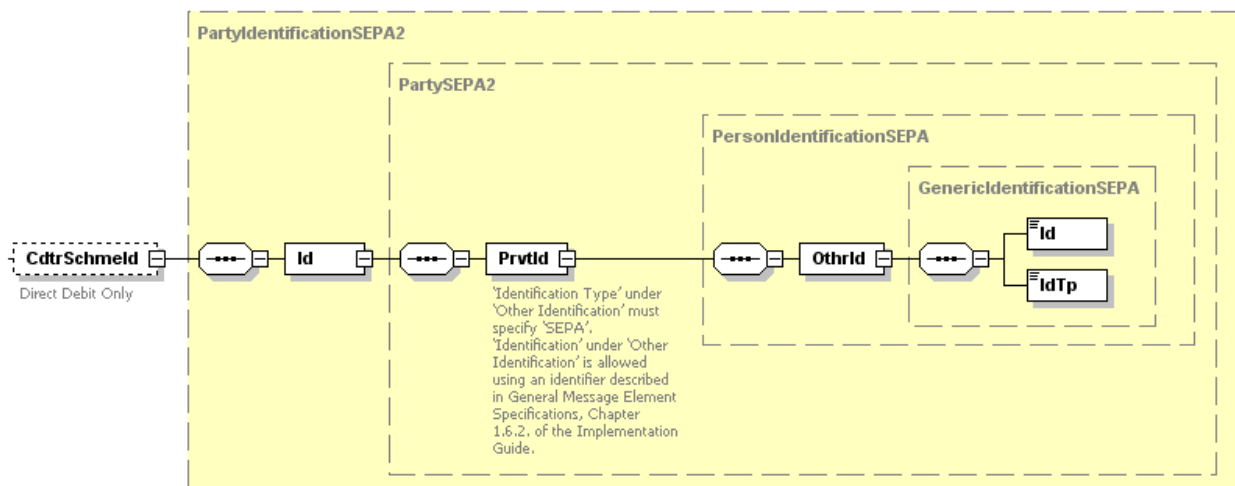 PartyIdentificationSEPA2
PartySEPA2
PersonIdentificationSEPA
GenericIdentificationSEPA
CdtrSchmeId
Direct Debit Only
Id
PrvtId
'Identification Type' under
'Other Identification' must
specify 'SEPA'.
'Identification' under 'Other
Identification' is allowed
using an identifier described
in General Message Element
Specifications, Chapter
1.6.2. of the Implementation
Guide.
OthrId
Id
IdTp